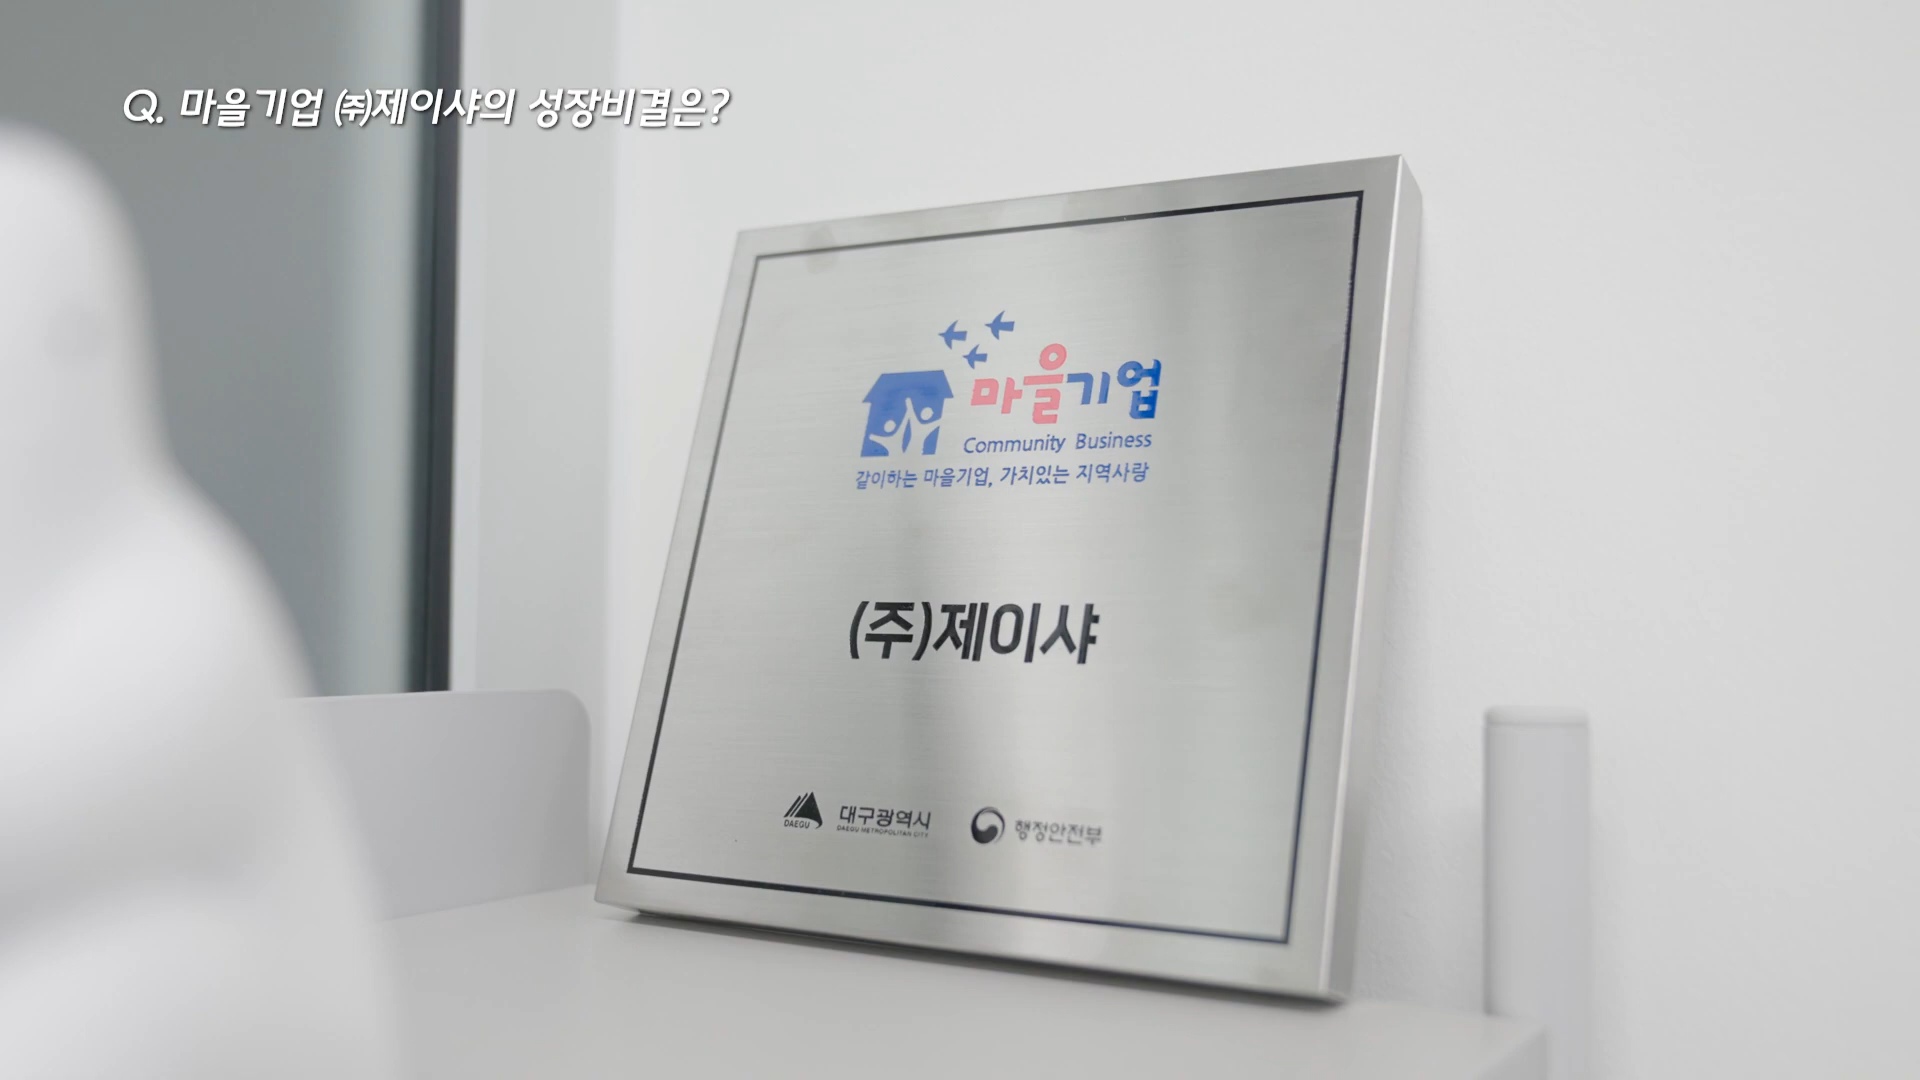 Q. 마을기업 ㈜제이샤의 성장비결은?
마을기업
Community Business
같이하는 마을기업, 가치있는 지역사랑
(주)제이샤
DAEGU 대구광역시 행정안전부
DAEGU METROPOLITAN CITY